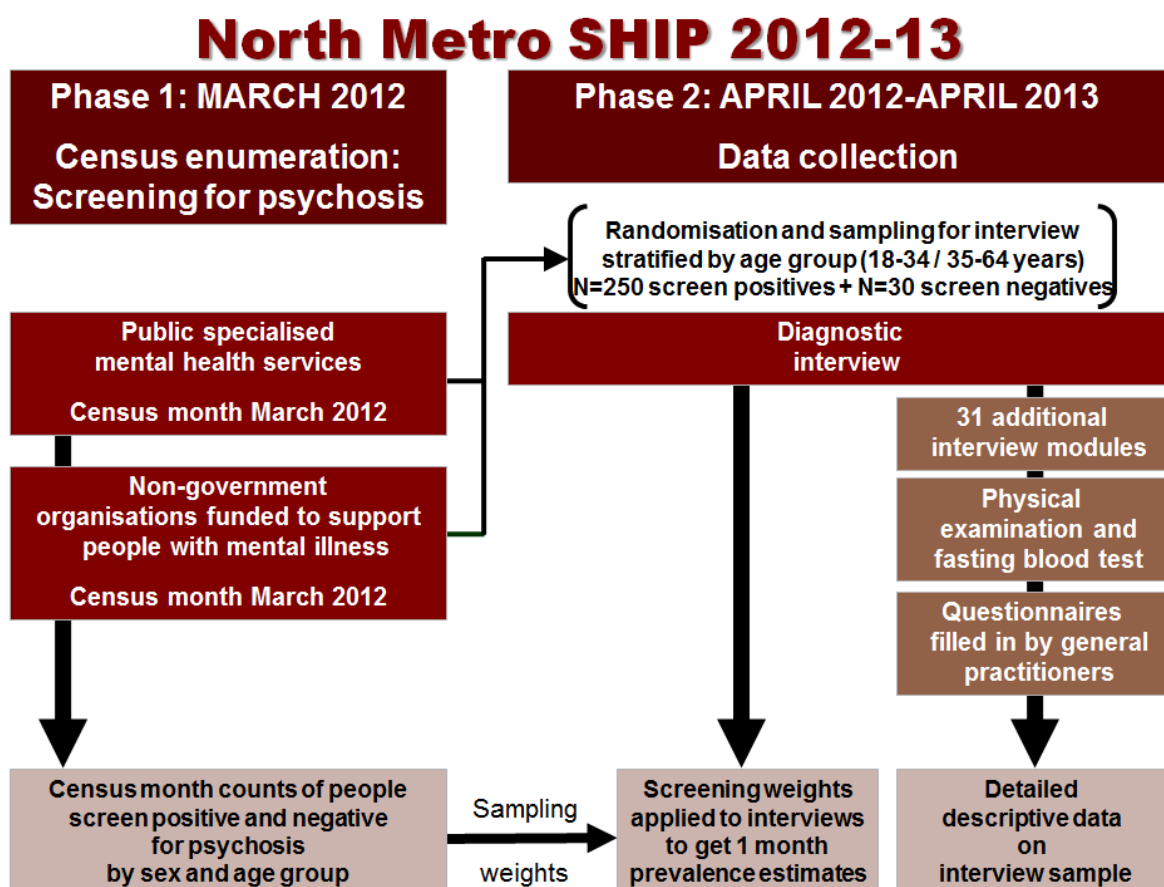 North Metro SHIP 2012-13
Phase 1: MARCH 2012
Census enumeration:
Screening for psychosis
Phase 2: APRIL 2012-APRIL 2013
Data collection
Randomisation and sampling for interview
stratified by age group (18-34 / 35-64 years)
N=250 screen positives + N=30 screen negatives
Public specialised
mental health services
Census month March 2012
Non-government
organisations funded to support
people with mental illness
Census month March 2012
Diagnostic
interview
31 additional
interview modules
Physical
examination and
fasting blood test
Questionnaires
filled in by general
practitioners
Census month counts of people
screen positive and negative
for psychosis
by sex and age group
Sampling
weights
Screening weights
applied to interviews
to get 1 month
prevalence estimates
Detailed
descriptive data
on
interview sample